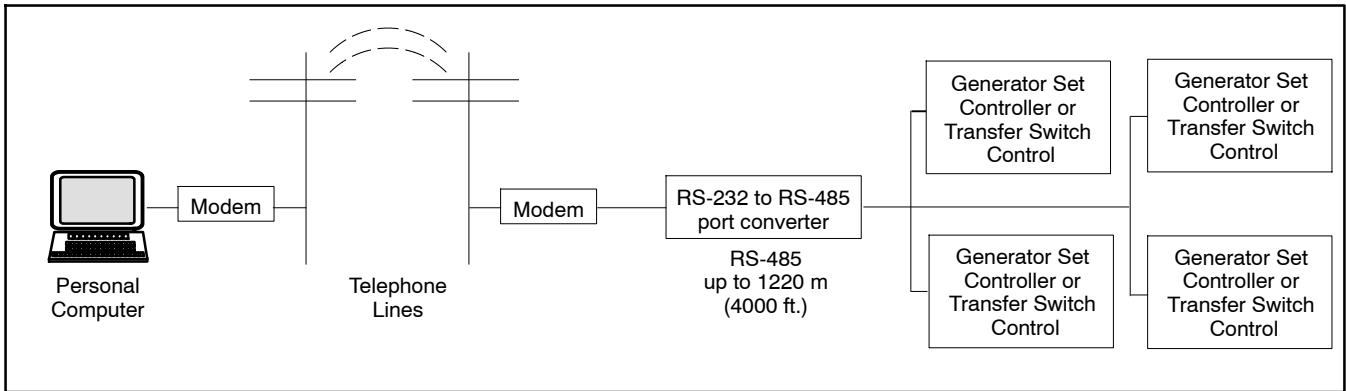 Personal
Computer
Modem
Telephone
Lines
Modem
RS-232 to RS-485
port converter
RS-485
up to 1220 m
(4000 ft.)
Generator Set
Controller or
Transfer Switch
Control
Generator Set
Controller or
Transfer Switch
Control
Generator Set
Controller or
Transfer Switch
Control
Generator Set
Controller or
Transfer Switch
Control